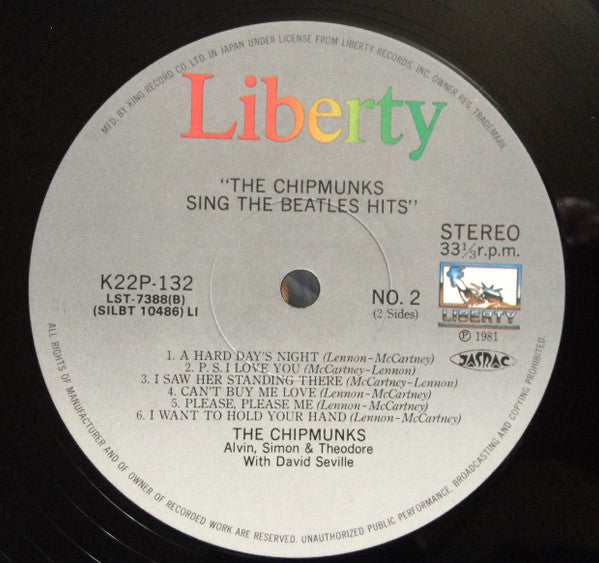 MFD. BY KING RECORD CO. LTD. IN JAPAN UNDER LICENSE FROM LIBERTY RECORDS, INC. OWNER REG. TRADEMARK
Liberty
"THE CHIPMUNKS
SING THE BEATLES HITS"
STEREO
33⅓r.p.m.
K22P-132
LST-7388(B)
(SILBT 10486) LI
NO. 2
(2 Sides)
LIBERTY
Ⓟ 1981
JASRAC
1. A HARD DAY'S NIGHT (Lennon-McCartney)
2. P.S. I LOVE YOU (McCartney-Lennon)
3. I SAW HER STANDING THERE (McCartney-Lennon)
4. CAN'T BUY ME LOVE (Lennon-McCartney)
5. PLEASE, PLEASE ME (McCartney-Lennon)
6. I WANT TO HOLD YOUR HAND (Lennon-McCartney)
THE CHIPMUNKS
Alvin, Simon & Theodore
With David Seville
ALL RIGHTS OF MANUFACTURER AND OF OWNER OF RECORDED WORK ARE RESERVED. UNAUTHORIZED PUBLIC PERFORMANCE, BROADCASTING AND COPYING PROHIBITED